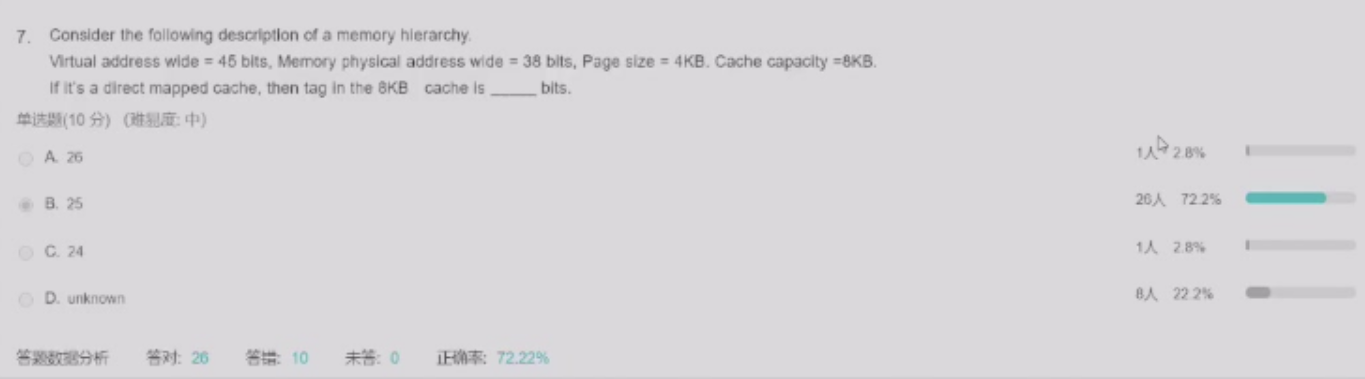 7. Consider the following description of a memory hierarchy.
Virtual address wide = 45 bits, Memory physical address wide = 38 bits, Page size = 4KB. Cache capacity =8KB.
If it's a direct mapped cache, then tag in the 8KB cache is _____ bits.
单选题(10 分) (难易度: 中)
A. 26
1人 2.8%
B. 25
26人 72.2%
C. 24
1人 2.8%
D. unknown
8人 22.2%
答题数据分析 答对: 26 答错: 10 未答: 0 正确率: 72.22%